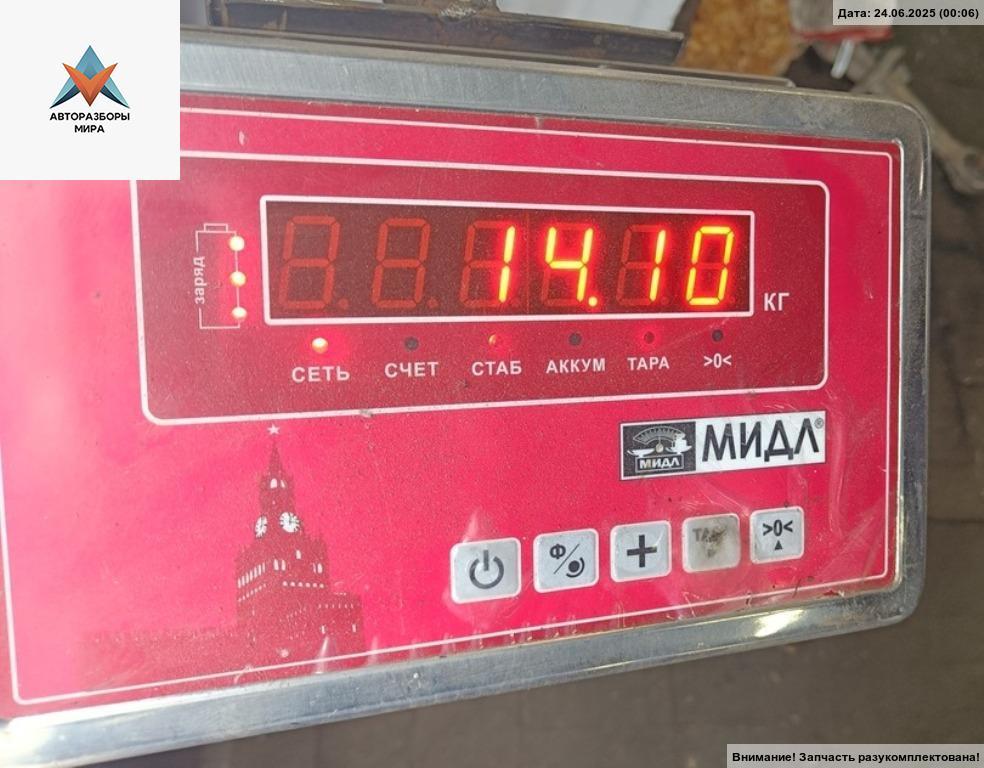 Дата: 24.06.2025 (00:06)
АВТОРАЗБОРЫ
МИРА
заряд
14.10
КГ
СЕТЬ СЧЕТ СТАБ АККУМ ТАРА >0<
МИДЛ МИДЛ®
Ф/ + >0<
Внимание! Запчасть разукомплектована!